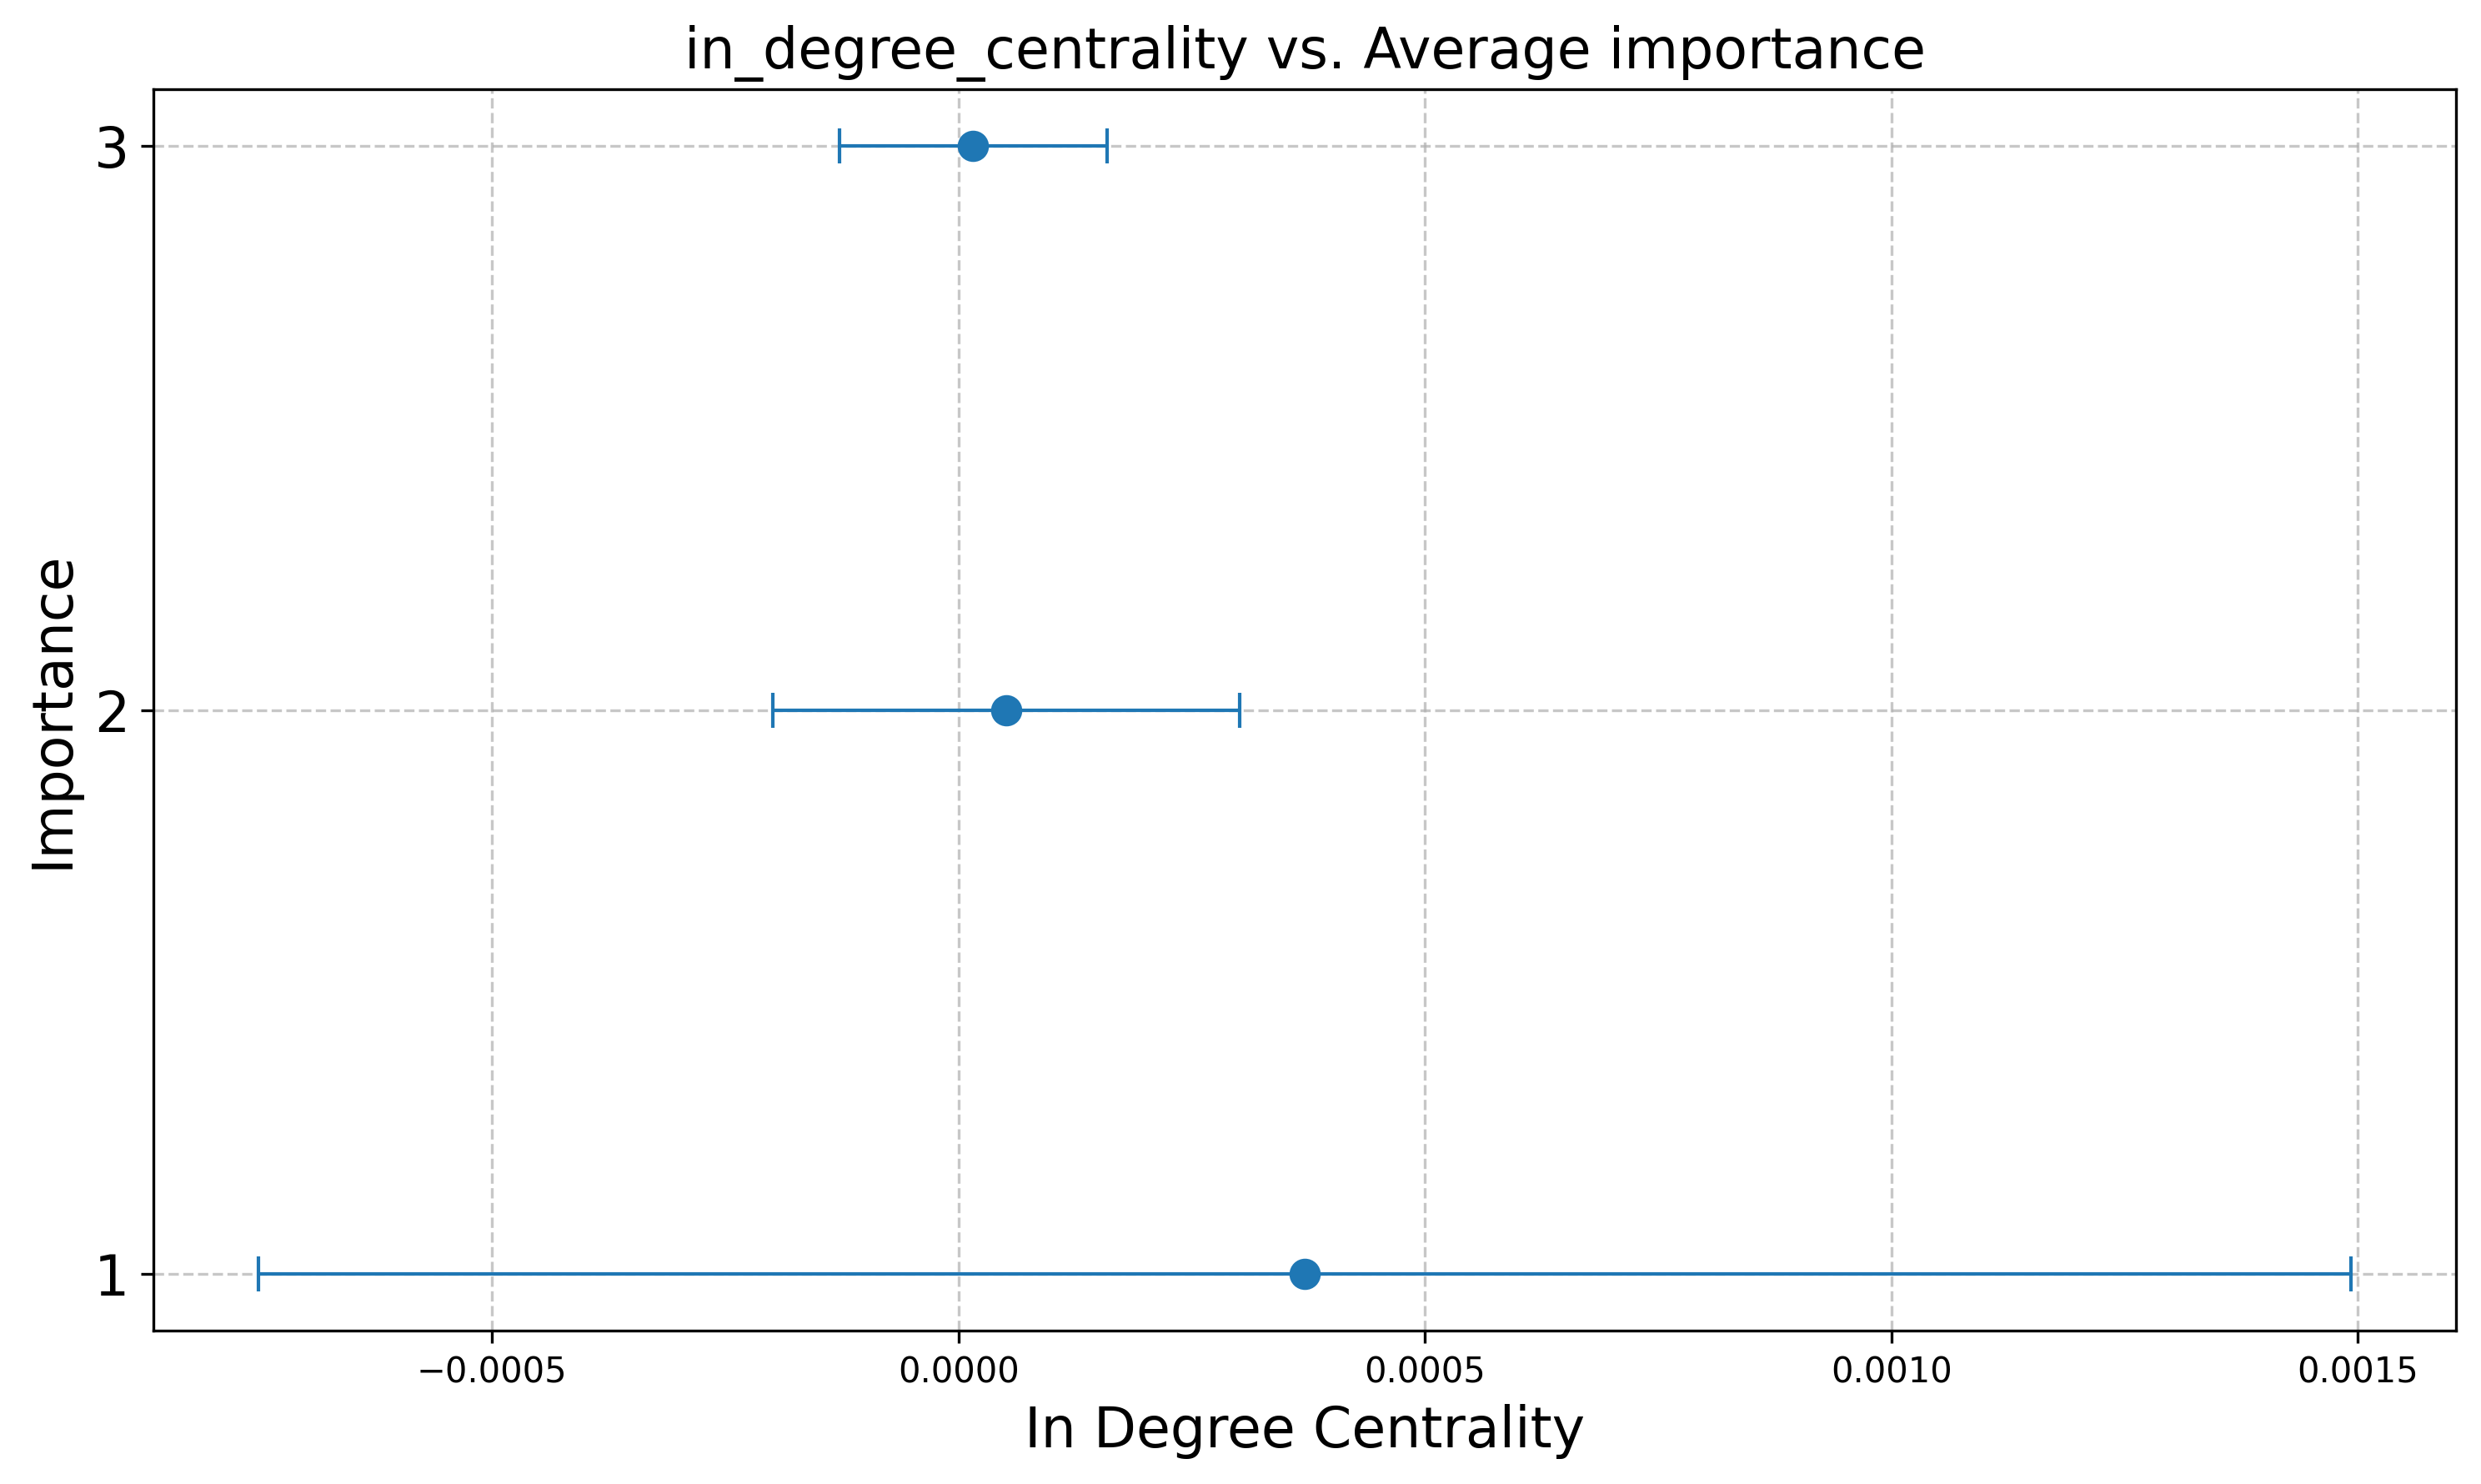 in_degree_centrality vs. Average importance
3
2
1
Importance
−0.0005
0.0000
0.0005
0.0010
0.0015
In Degree Centrality